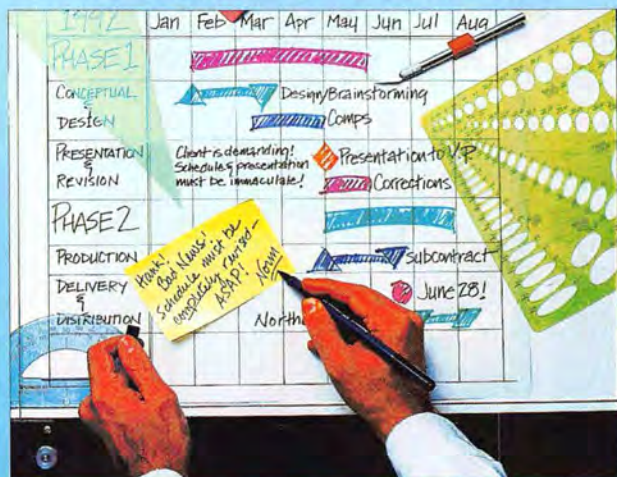 1992 Jan Feb Mar Apr May Jun Jul Aug
PHASE 1
CONCEPTUAL
&
DESIGN
Design/Brainstorming
Comps
PRESENTATION
&
REVISION
Client is demanding!
Schedule & presentation
must be immaculate!
Presentation to V.P.
Corrections
PHASE 2
PRODUCTION
Subcontract
DELIVERY
&
DISTRIBUTION
June 28!
Northe
Hank!
Bad News!
Schedule must be
completely revised-
ASAP!
Norm